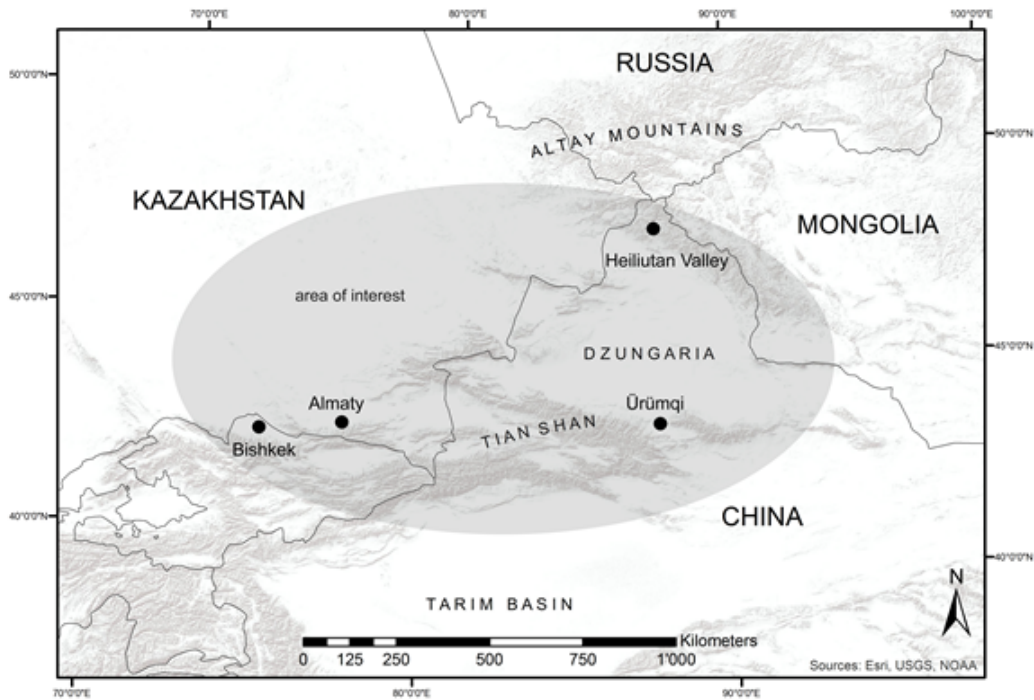 70°0'0"E 80°0'0"E 90°0'0"E 100°0'0"E
RUSSIA
50°0'0"N
ALTAY MOUNTAINS
50°0'0"N
KAZAKHSTAN
MONGOLIA
Heiliutan Valley
area of interest
45°0'0"N
DZUNGARIA
45°0'0"N
Almaty
Ürümqi
TIAN SHAN
Bishkek
40°0'0"N
CHINA
40°0'0"N
N
TARIM BASIN
Kilometers
0 125 250 500 750 1000
Sources: Esri, USGS, NOAA
70°0'0"E 80°0'0"E 90°0'0"E